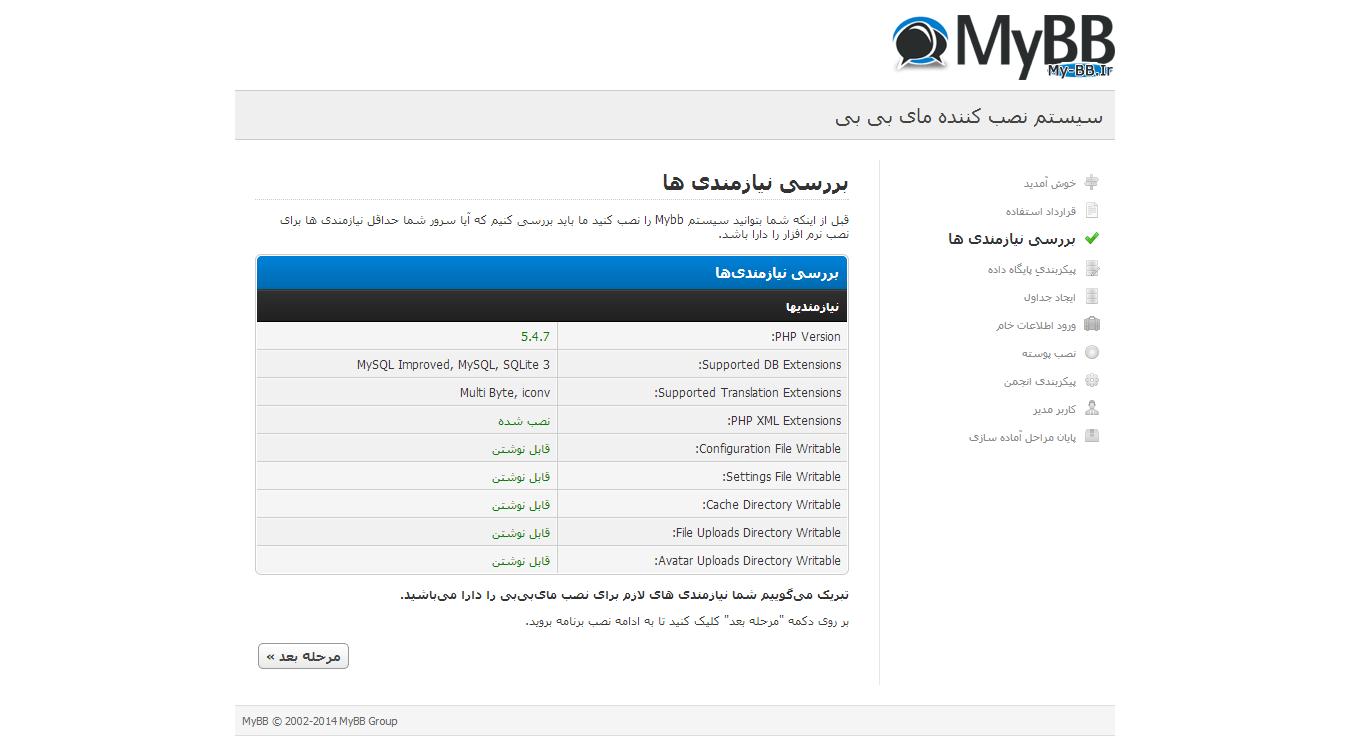 MyBB
My-BB.Ir
سیستم نصب کننده مای بی بی
خوش آمدید
قرارداد استفاده
بررسی نیازمندی ها
پیکربندي پایگاه داده
ایجاد جداول
ورود اطلاعات خام
نصب پوسته
پیکربندی انجمن
کاربر مدیر
پایان مراحل آماده سازی
بررسی نیازمندی ها
قبل از اینکه شما بتوانید سیستم Mybb را نصب کنید ما باید بررسی کنیم که آیا سرور شما حداقل نیازمندی ها برای
نصب نرم افزار را دارا باشد.
بررسی نیازمندی‌ها
نیازمندیها
PHP Version: 5.4.7
Supported DB Extensions: MySQL Improved, MySQL, SQLite 3
Supported Translation Extensions: Multi Byte, iconv
PHP XML Extensions: نصب شده
Configuration File Writable: قابل نوشتن
Settings File Writable: قابل نوشتن
Cache Directory Writable: قابل نوشتن
File Uploads Directory Writable: قابل نوشتن
Avatar Uploads Directory Writable: قابل نوشتن
تبریک می‌گوییم شما نیازمندی های لازم برای نصب مای‌بی‌بی را دارا می‌باشید.
بر روی دکمه "مرحله بعد" کلیک کنید تا به ادامه نصب برنامه بروید.
مرحله بعد »
MyBB © 2002-2014 MyBB Group